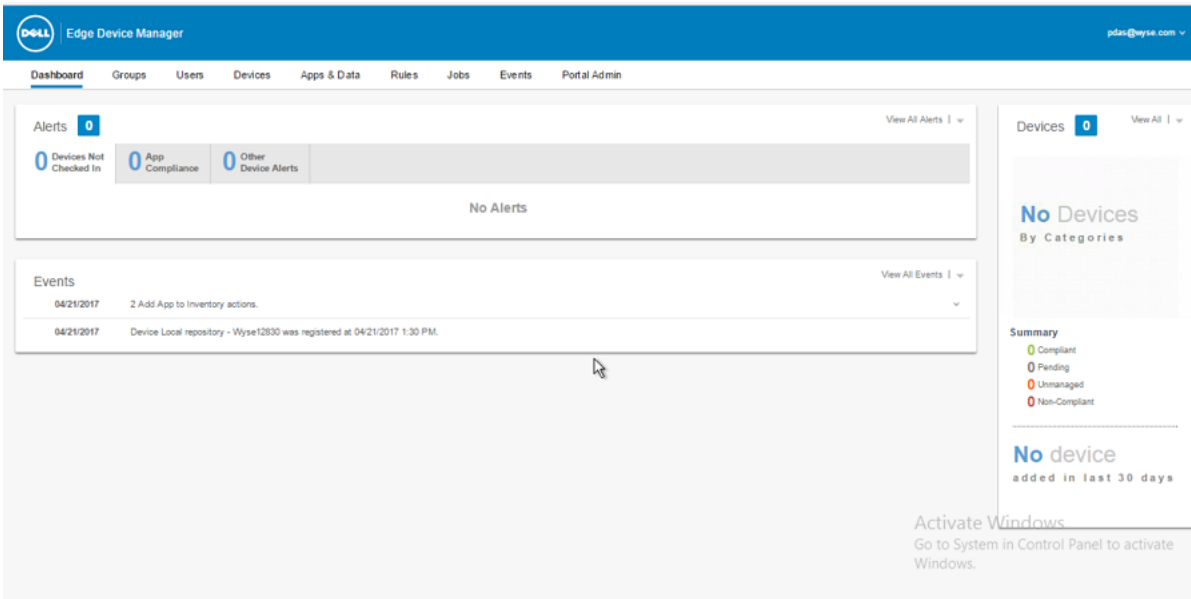 DELL Edge Device Manager pdas@wyse.com
Dashboard Groups Users Devices Apps & Data Rules Jobs Events Portal Admin
Alerts 0 View All Alerts |
0 Devices Not Checked In 0 App Compliance 0 Other Device Alerts
No Alerts
Events View All Events |
04/21/2017 2 Add App to Inventory actions.
04/21/2017 Device Local repository - Wyse12830 was registered at 04/21/2017 1:30 PM.
Devices 0 View All |
No Devices
By Categories
Summary
0 Compliant
0 Pending
0 Unmanaged
0 Non-Compliant
No device
added in last 30 days
Activate Windows
Go to System in Control Panel to activate
Windows.